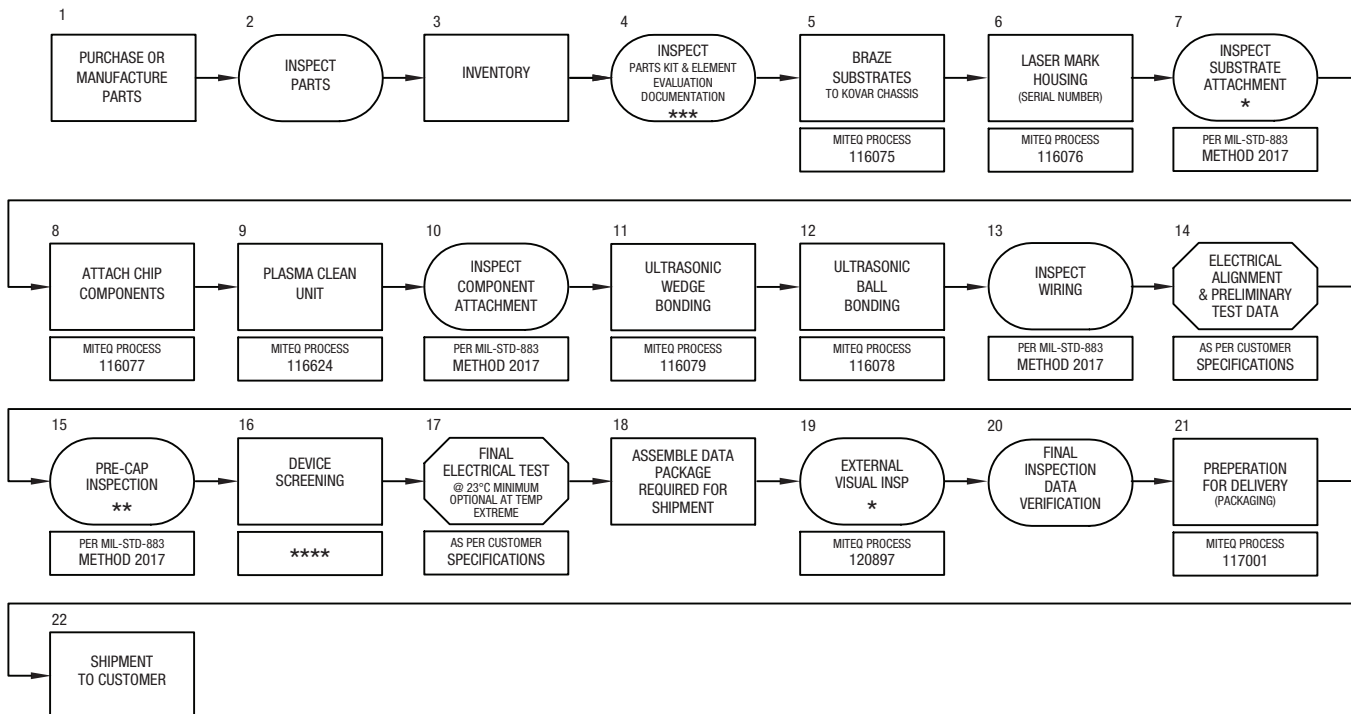 1
PURCHASE OR
MANUFACTURE
PARTS
2
INSPECT
PARTS
3
INVENTORY
4
INSPECT
PARTS KIT & ELEMENT
EVALUATION
DOCUMENTATION
***
5
BRAZE
SUBSTRATES
TO KOVAR CHASSIS
MITEQ PROCESS
116075
6
LASER MARK
HOUSING
(SERIAL NUMBER)
MITEQ PROCESS
116076
7
INSPECT
SUBSTRATE
ATTACHMENT
*
PER MIL-STD-883
METHOD 2017
8
ATTACH CHIP
COMPONENTS
MITEQ PROCESS
116077
9
PLASMA CLEAN
UNIT
MITEQ PROCESS
116624
10
INSPECT
COMPONENT
ATTACHMENT
PER MIL-STD-883
METHOD 2017
11
ULTRASONIC
WEDGE
BONDING
MITEQ PROCESS
116079
12
ULTRASONIC
BALL
BONDING
MITEQ PROCESS
116078
13
INSPECT
WIRING
PER MIL-STD-883
METHOD 2017
14
ELECTRICAL
ALIGNMENT
& PRELIMINARY
TEST DATA
AS PER CUSTOMER
SPECIFICATIONS
15
PRE-CAP
INSPECTION
**
PER MIL-STD-883
METHOD 2017
16
DEVICE
SCREENING
****
17
FINAL
ELECTRICAL TEST
@ 23°C MINIMUM
OPTIONAL AT TEMP
EXTREME
AS PER CUSTOMER
SPECIFICATIONS
18
ASSEMBLE DATA
PACKAGE
REQUIRED FOR
SHIPMENT
19
EXTERNAL
VISUAL INSP
*
MITEQ PROCESS
120897
20
FINAL
INSPECTION
DATA
VERIFICATION
21
PREPERATION
FOR DELIVERY
(PACKAGING)
MITEQ PROCESS
117001
22
SHIPMENT
TO CUSTOMER